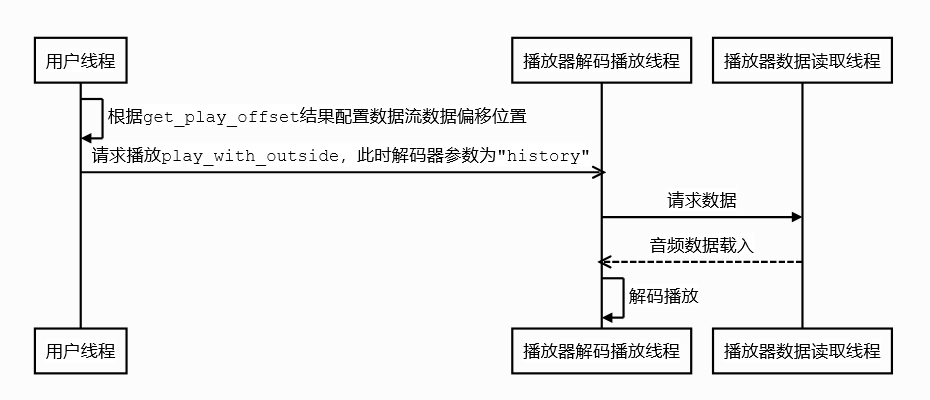 用户线程
播放器解码播放线程
播放器数据读取线程
根据get_play_offset结果配置数据流数据偏移位置
请求播放play_with_outside, 此时解码器参数为"history"
请求数据
音频数据载入
解码播放
用户线程
播放器解码播放线程
播放器数据读取线程